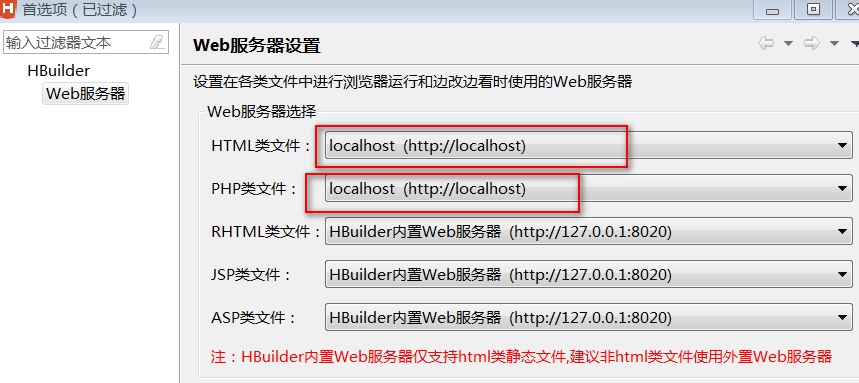 首选项（已过滤）
输入过滤器文本
HBuilder
Web服务器
Web服务器设置
设置在各类文件中进行浏览器运行和边改边看时使用的Web服务器
Web服务器选择
HTML类文件： localhost (http://localhost)
PHP类文件： localhost (http://localhost)
RHTML类文件： HBuilder内置Web服务器 (http://127.0.0.1:8020)
JSP类文件： HBuilder内置Web服务器 (http://127.0.0.1:8020)
ASP类文件： HBuilder内置Web服务器 (http://127.0.0.1:8020)
注：HBuilder内置Web服务器仅支持html类静态文件,建议非html类文件使用外置Web服务器